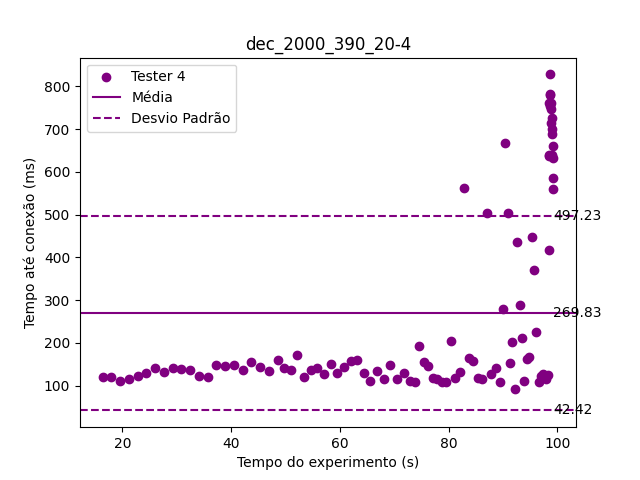 dec_2000_390_20-4
Tester 4
Média
Desvio Padrão
Tempo até conexão (ms)
800
700
600
500
400
300
200
100
497.23
269.83
42.42
20
40
60
80
100
Tempo do experimento (s)